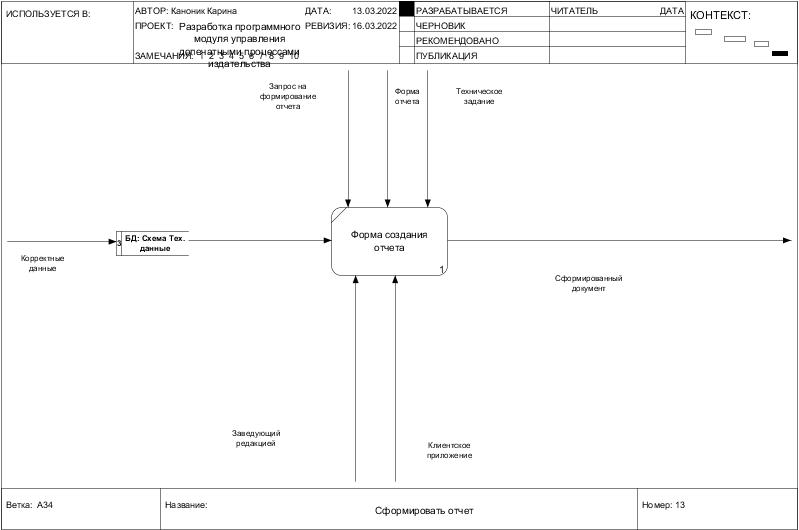 ИСПОЛЬЗУЕТСЯ В:
АВТОР: Каноник Карина
ДАТА: 13.03.2022
ПРОЕКТ: Разработка программного
модуля управления
допечатными процессами
издательства
РЕВИЗИЯ: 16.03.2022
ЗАМЕЧАНИЯ: 1 2 3 4 5 6 7 8 9 10
РАЗРАБАТЫВАЕТСЯ
ЧЕРНОВИК
РЕКОМЕНДОВАНО
ПУБЛИКАЦИЯ
ЧИТАТЕЛЬ ДАТА
КОНТЕКСТ:
Запрос на
формирование
отчета
Форма
отчета
Техническое
задание
3
БД: Схема Тех.
данные
Форма создания
отчета
1
Корректные
данные
Сформированный
документ
Заведующий
редакцией
Клиентское
приложение
Ветка: A34
Название:
Сформировать отчет
Номер: 13